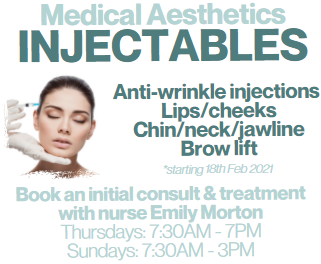 Medical Aesthetics
INJECTABLES
Anti-wrinkle injections
Lips/cheeks
Chin/neck/jawline
Brow lift
*starting 18th Feb 2021
Book an initial consult & treatment
with nurse Emily Morton
Thursdays: 7:30AM - 7PM
Sundays: 7:30AM - 3PM